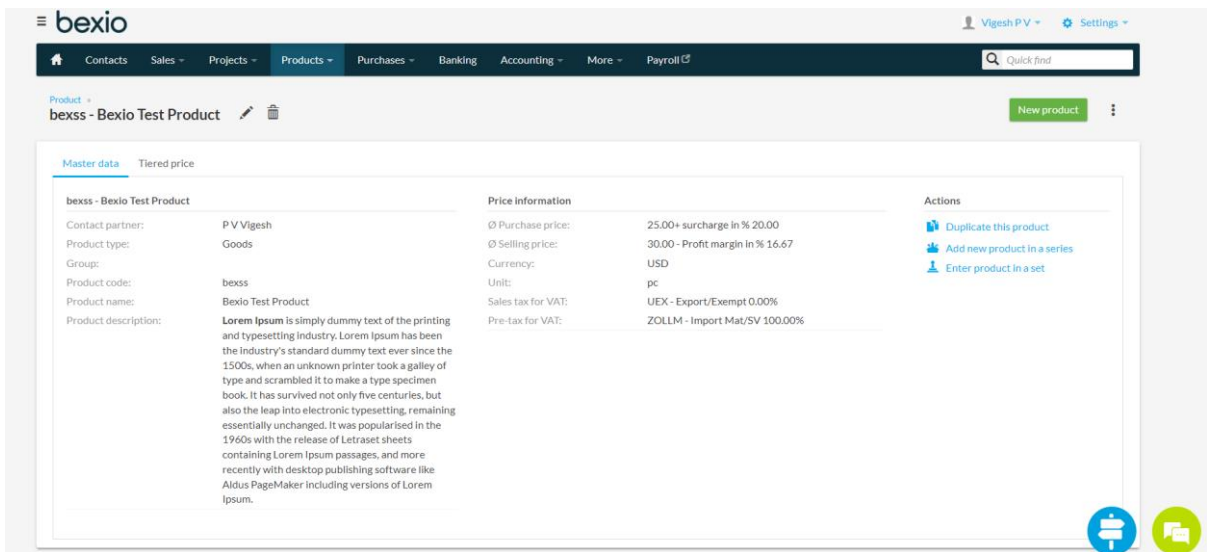 bexio
Vigesh P V
Settings
Contacts
Sales
Projects
Products
Purchases
Banking
Accounting
More
Payroll
Quick find
Product »
bexss - Bexio Test Product
New product
Master data
Tiered price
bexss - Bexio Test Product
Contact partner: P V Vigesh
Product type: Goods
Group:
Product code: bexss
Product name: Bexio Test Product
Product description: Lorem Ipsum is simply dummy text of the printing
and typesetting industry. Lorem Ipsum has been
the industry's standard dummy text ever since the
1500s, when an unknown printer took a galley of
type and scrambled it to make a type specimen
book. It has survived not only five centuries, but
also the leap into electronic typesetting, remaining
essentially unchanged. It was popularised in the
1960s with the release of Letraset sheets
containing Lorem Ipsum passages, and more
recently with desktop publishing software like
Aldus PageMaker including versions of Lorem
Ipsum.
Price information
Ø Purchase price: 25.00+ surcharge in % 20.00
Ø Selling price: 30.00 - Profit margin in % 16.67
Currency: USD
Unit: pc
Sales tax for VAT: UEX - Export/Exempt 0.00%
Pre-tax for VAT: ZOLLM - Import Mat/SV 100.00%
Actions
Duplicate this product
Add new product in a series
Enter product in a set